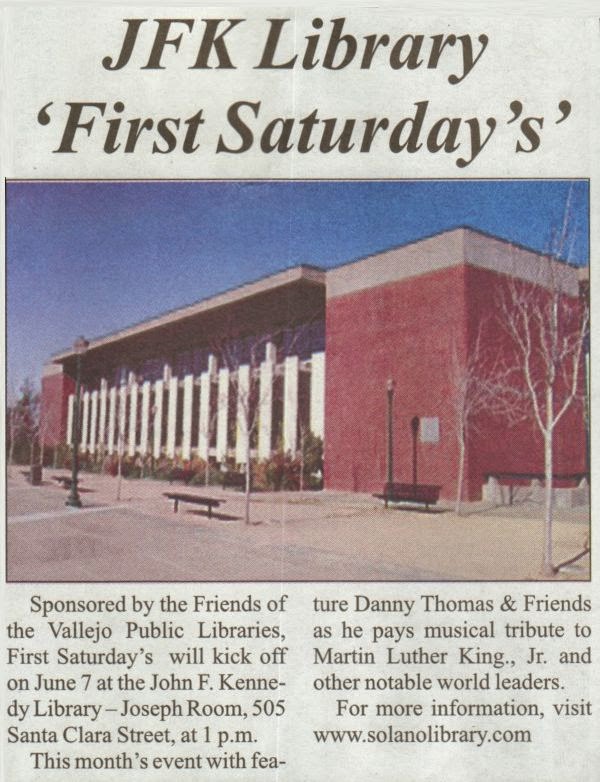 JFK Library
‘First Saturday’s’
Sponsored by the Friends of
the Vallejo Public Libraries,
First Saturday’s will kick off
on June 7 at the John F. Kenne-
dy Library – Joseph Room, 505
Santa Clara Street, at 1 p.m.
This month’s event with fea-
ture Danny Thomas & Friends
as he pays musical tribute to
Martin Luther King., Jr. and
other notable world leaders.
For more information, visit
www.solanolibrary.com